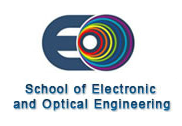 School of Electronic
and Optical Engineering